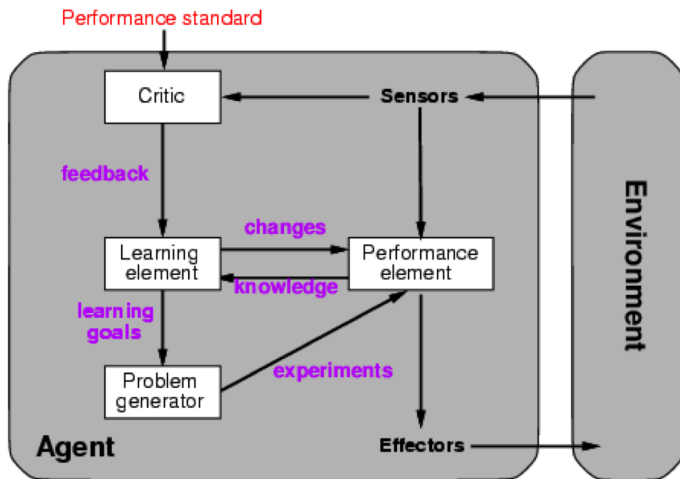 Performance standard
Critic
Sensors
feedback
changes
Learning
element
Performance
element
knowledge
learning
goals
experiments
Problem
generator
Agent
Effectors
Environment